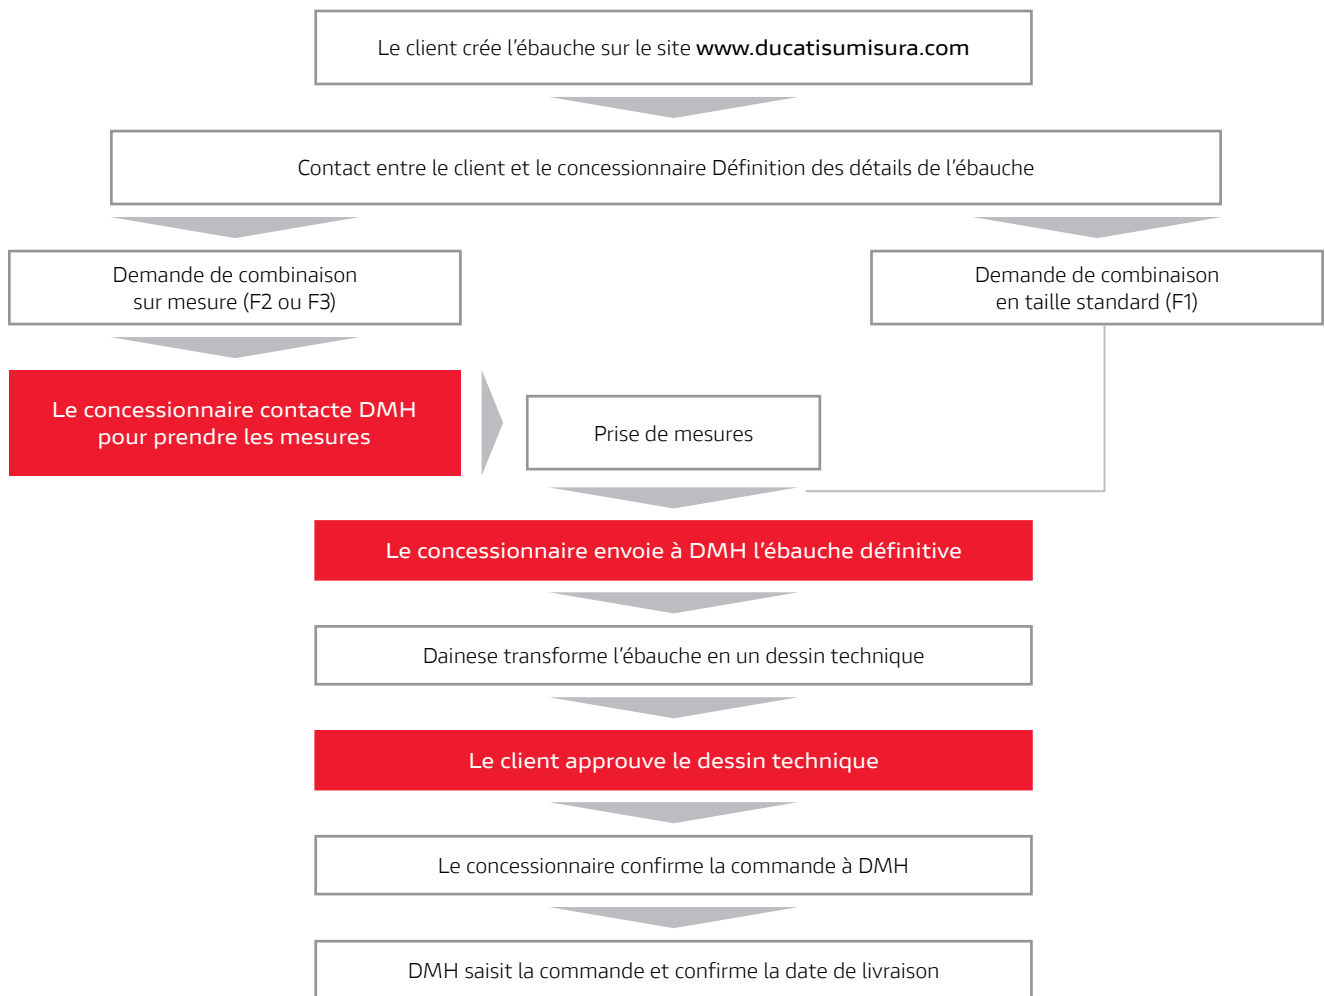 Le client crée l’ébauche sur le site www.ducatisumisura.com
Contact entre le client et le concessionnaire Définition des détails de l’ébauche
Demande de combinaison
sur mesure (F2 ou F3)
Demande de combinaison
en taille standard (F1)
Le concessionnaire contacte DMH
pour prendre les mesures
Prise de mesures
Le concessionnaire envoie à DMH l’ébauche définitive
Dainese transforme l’ébauche en un dessin technique
Le client approuve le dessin technique
Le concessionnaire confirme la commande à DMH
DMH saisit la commande et confirme la date de livraison